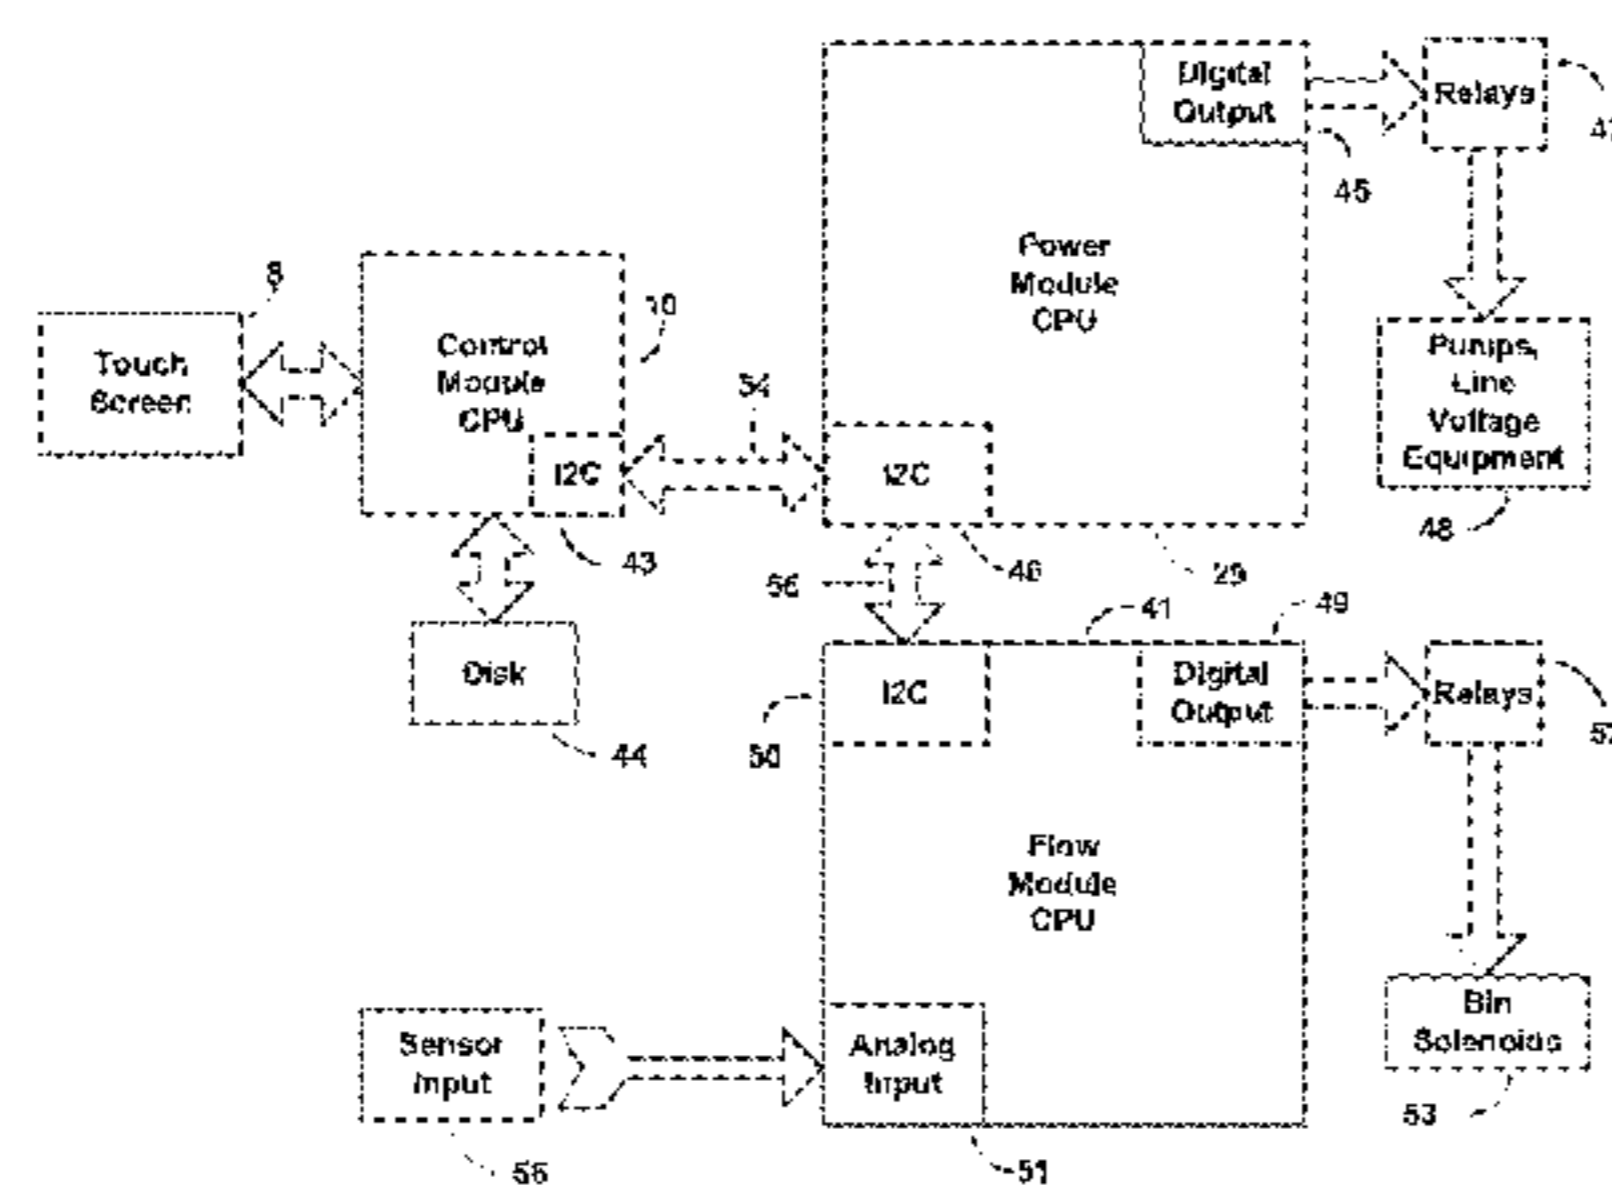 Digital
Output
Relays
45
Power
Module
CPU
8
10
Touch
Screen
Control
Module
CPU
54
Pumps,
Line
Voltage
Equipment
I2C
I2C
48
43
46
29
41
49
Disk
I2C
Digital
Output
Relays
44
50
Flow
Module
CPU
Bin
Solenoids
Sensor
Input
Analog
Input
53
51